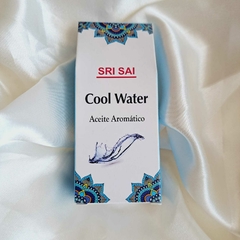 SRI SAI
Cool Water
Aceite Aromático